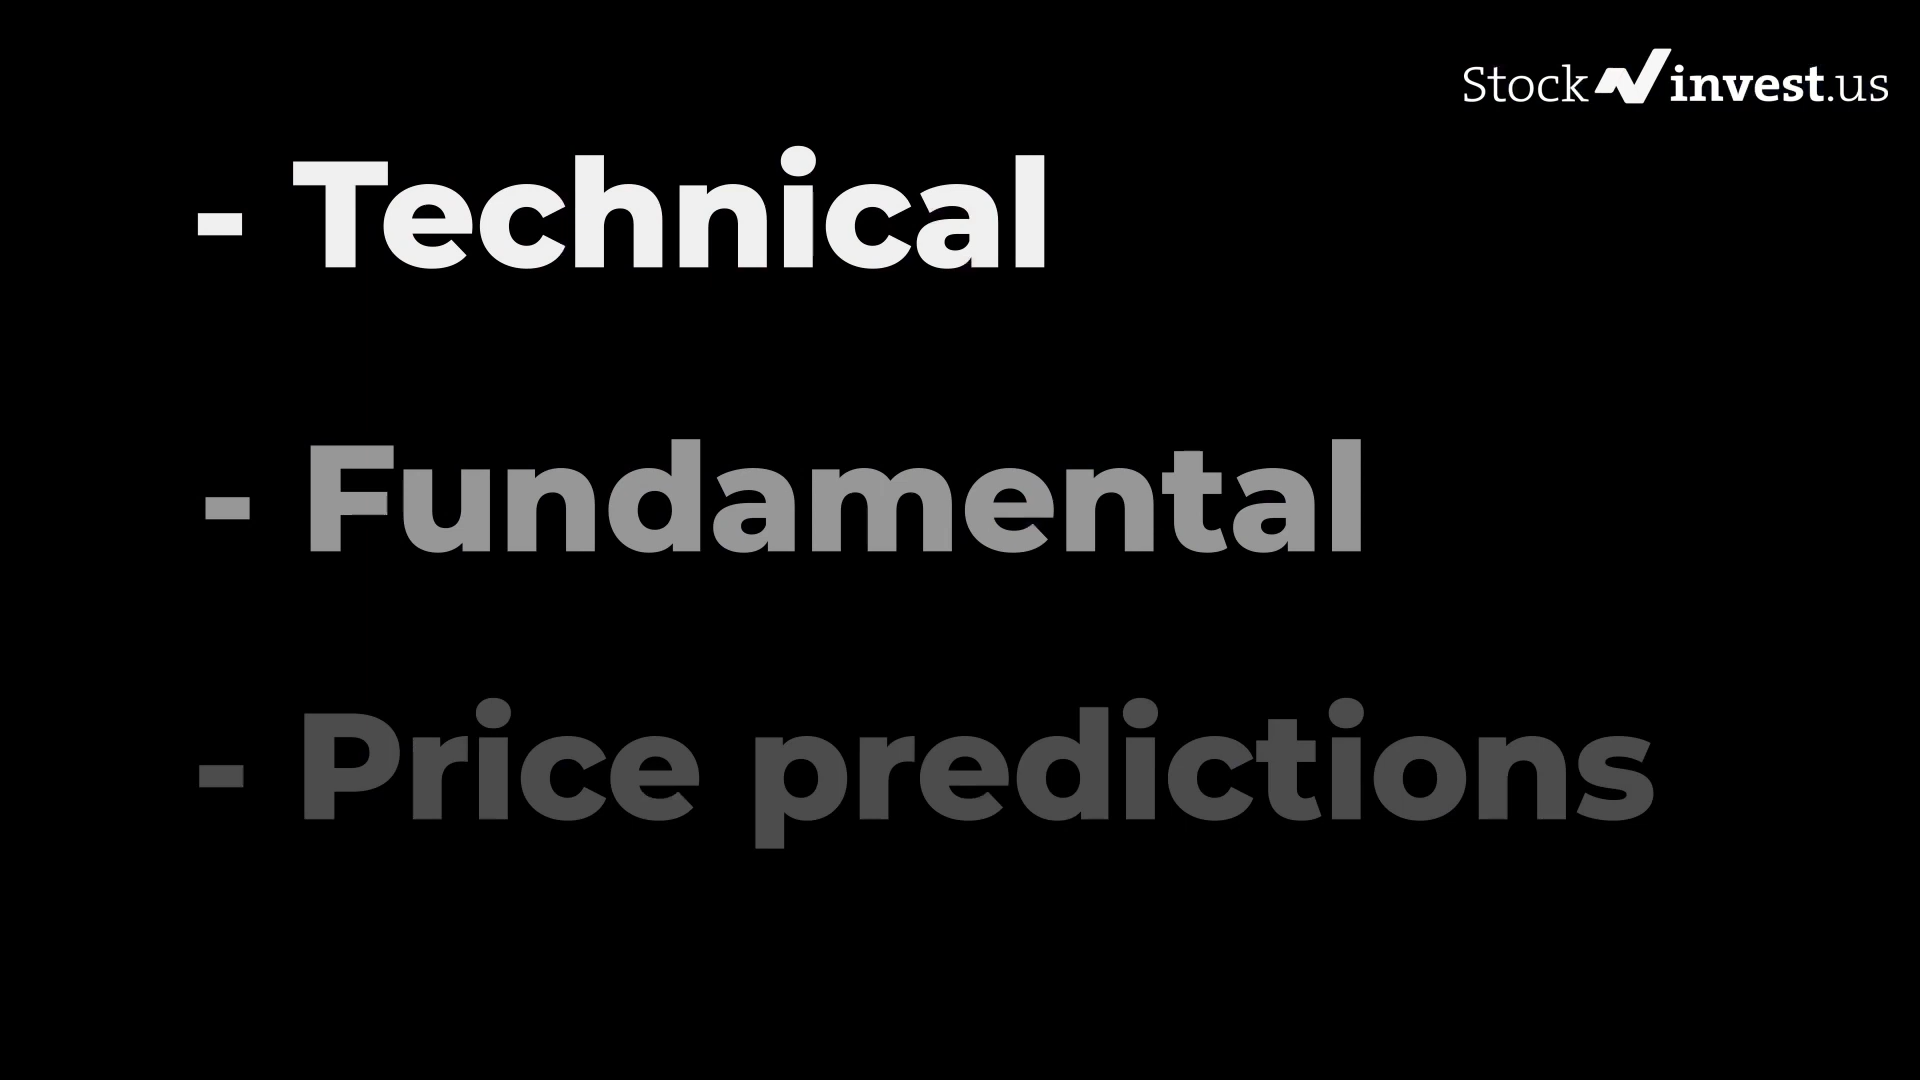 Stock invest.us
- Technical
- Fundamental
- Price predictions